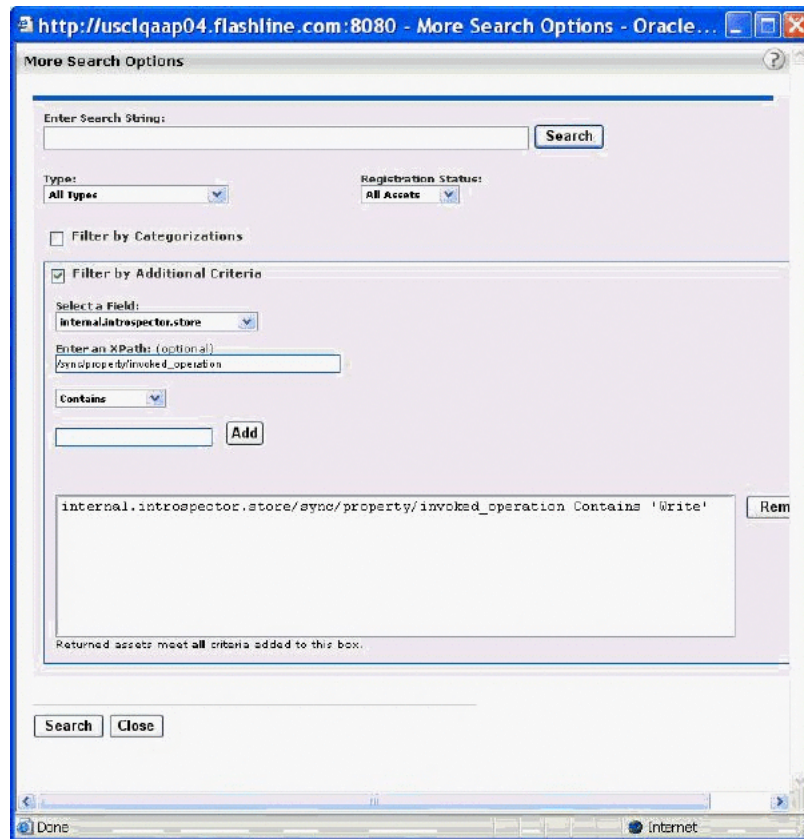 http://usclqaap04.flashline.com:8080 - More Search Options - Oracle...
More Search Options
Enter Search String:
Search
Type: Registration Status:
All Types All Assets
Filter by Categorizations
Filter by Additional Criteria
Select a Field:
internal.introspector.store
Enter an XPath: (optional)
/sync/property/invoked_operation
Contains
Add
internal.introspector.store/sync/property/invoked_operation Contains 'Write'
Rem
Returned assets meet all criteria added to this box.
Search Close
Done Internet